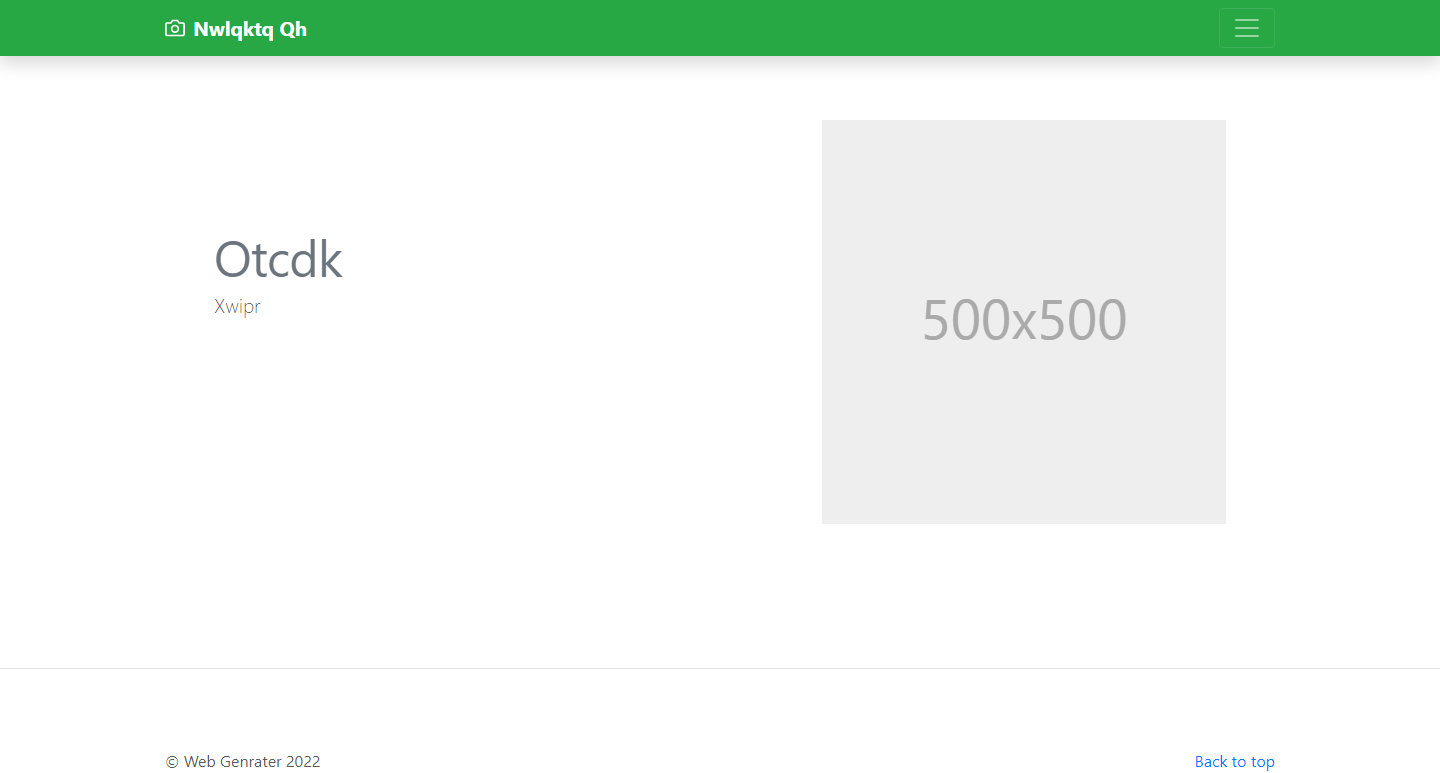 Nwlqktq Qh
Otcdk
Xwipr
500x500
© Web Genrater 2022
Back to top